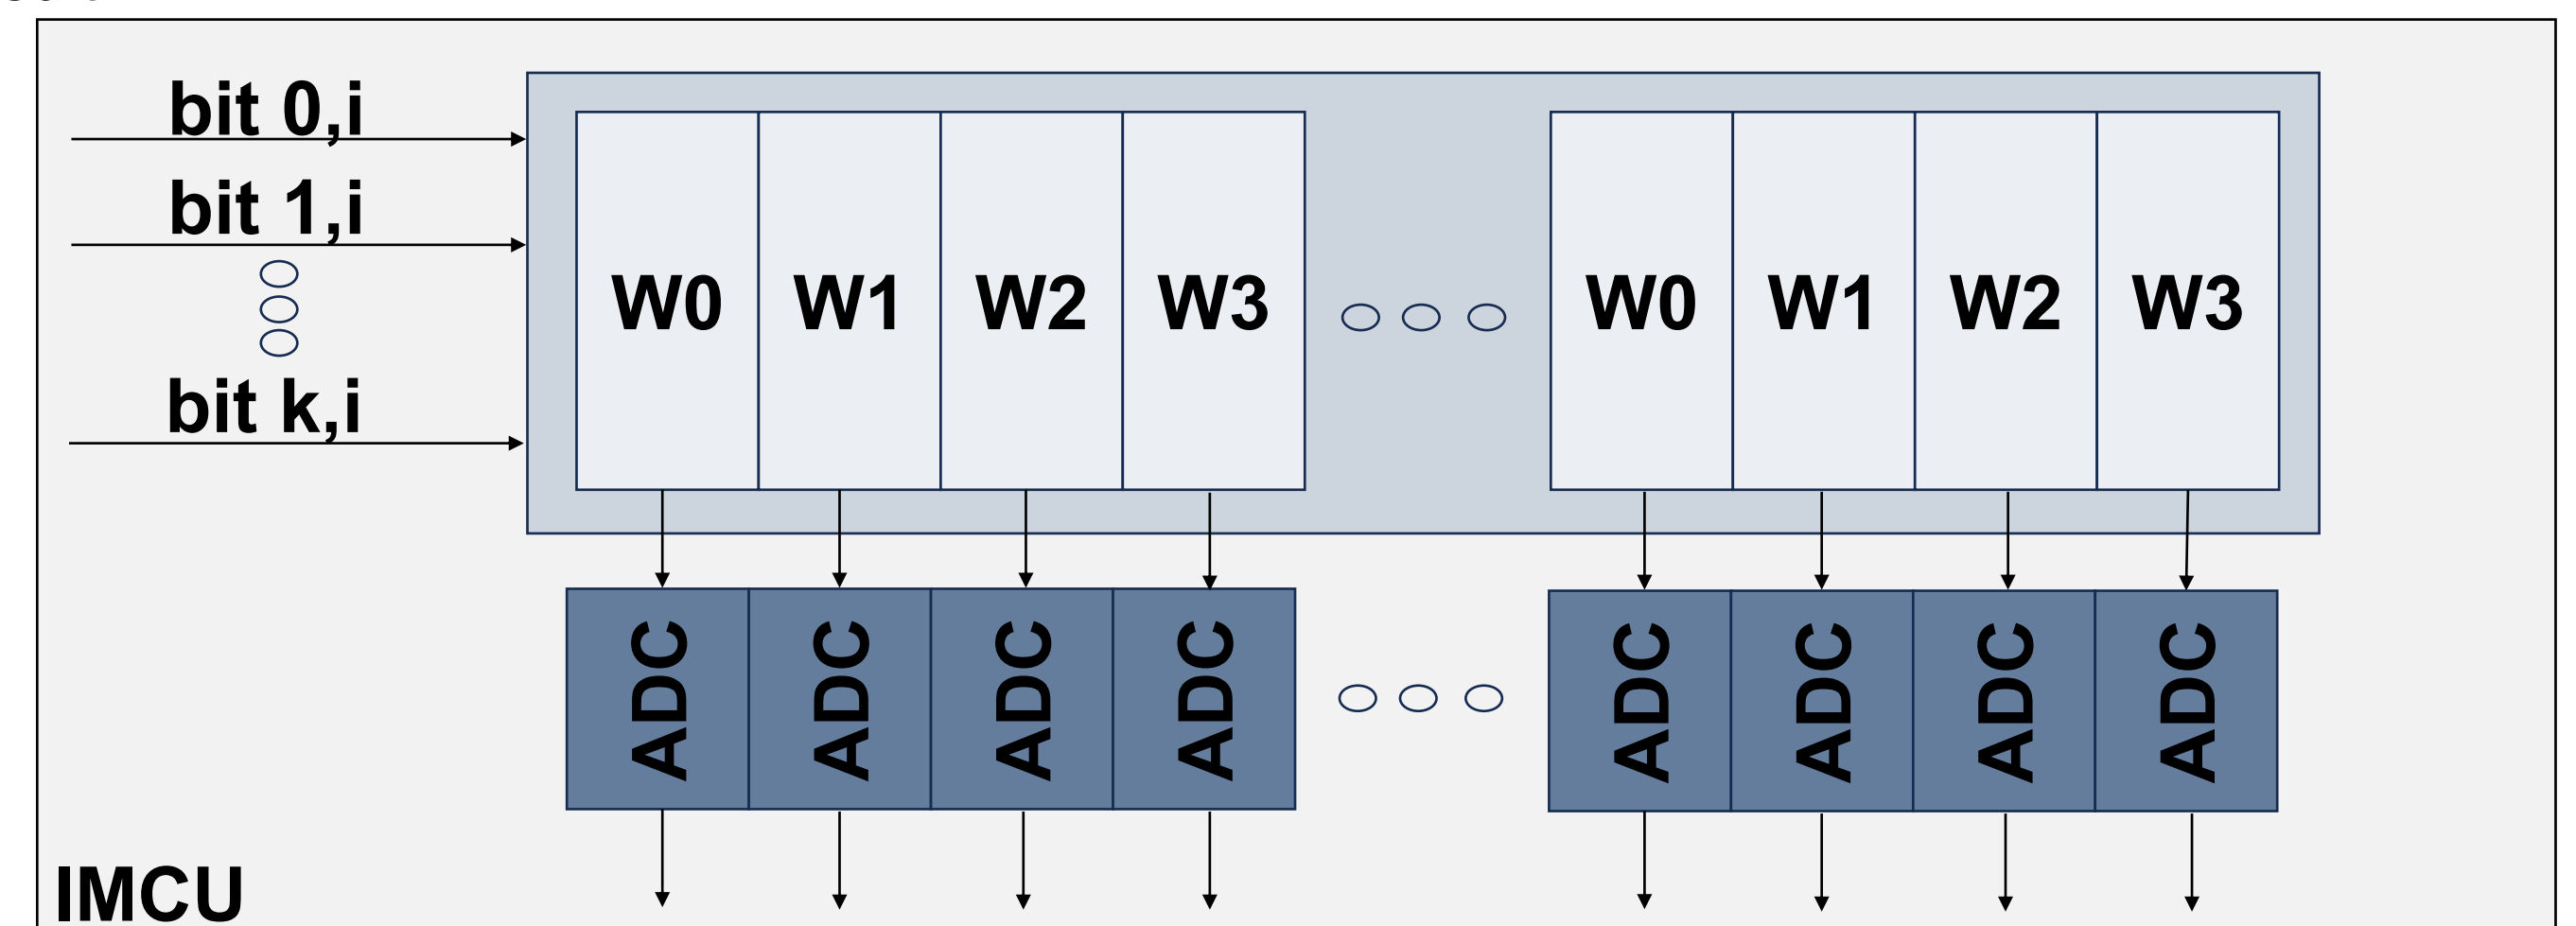 bit 0,i
bit 1,i
bit k,i
W0 W1 W2 W3 W0 W1 W2 W3
ADC ADC ADC ADC ADC ADC ADC ADC
IMCU